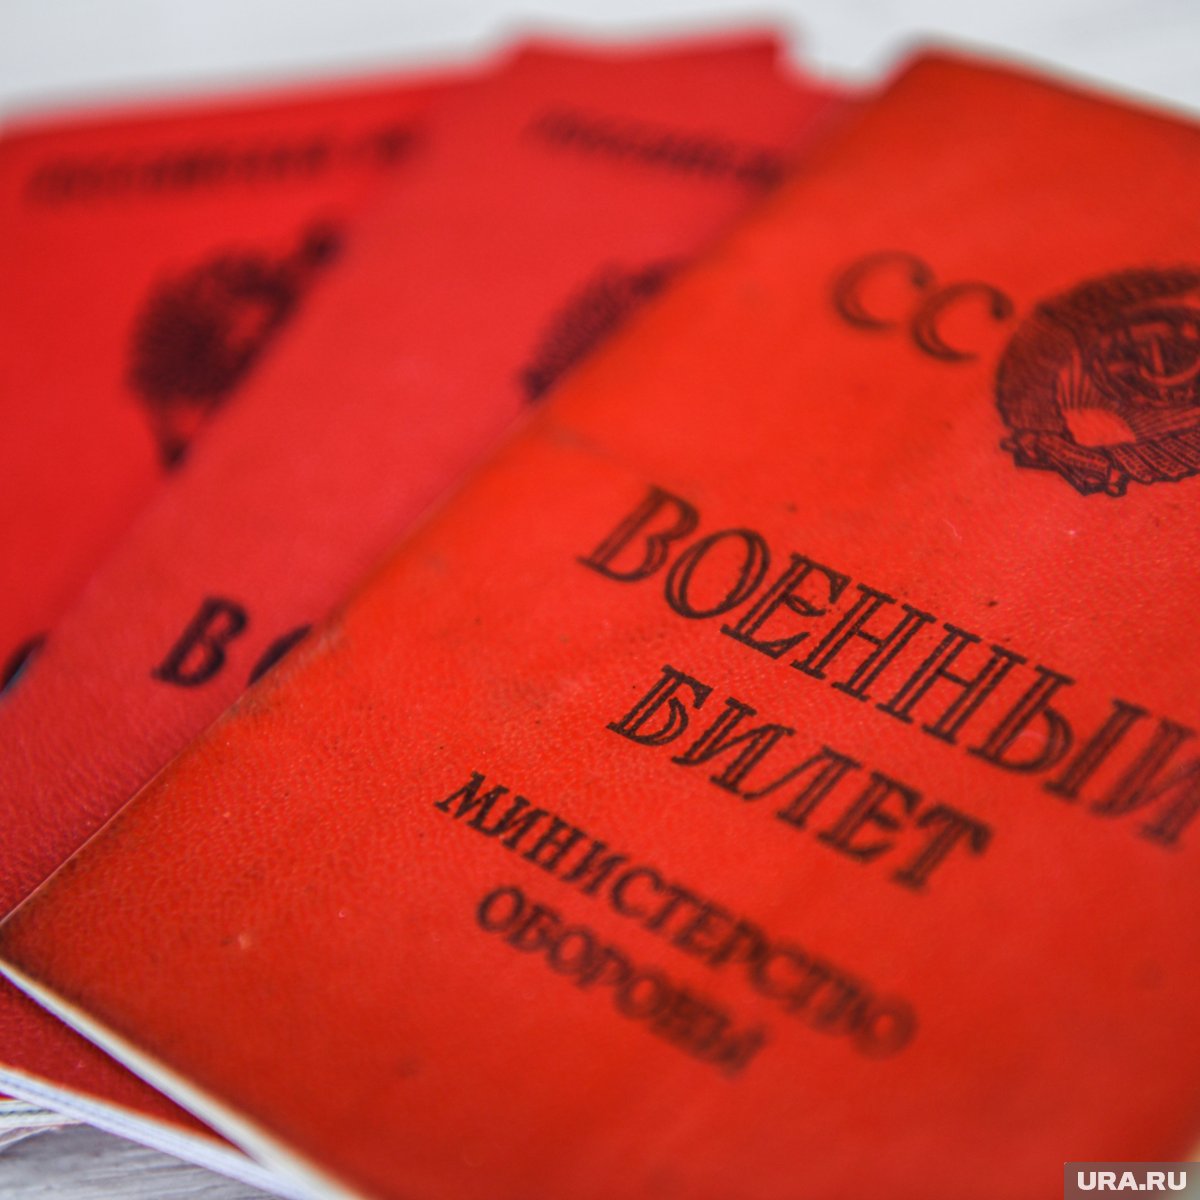 СС
ВОЕННЫЙ
БИЛЕТ
МИНИСТЕРСТВО
ОБОРОНЫ
В О
URA.RU